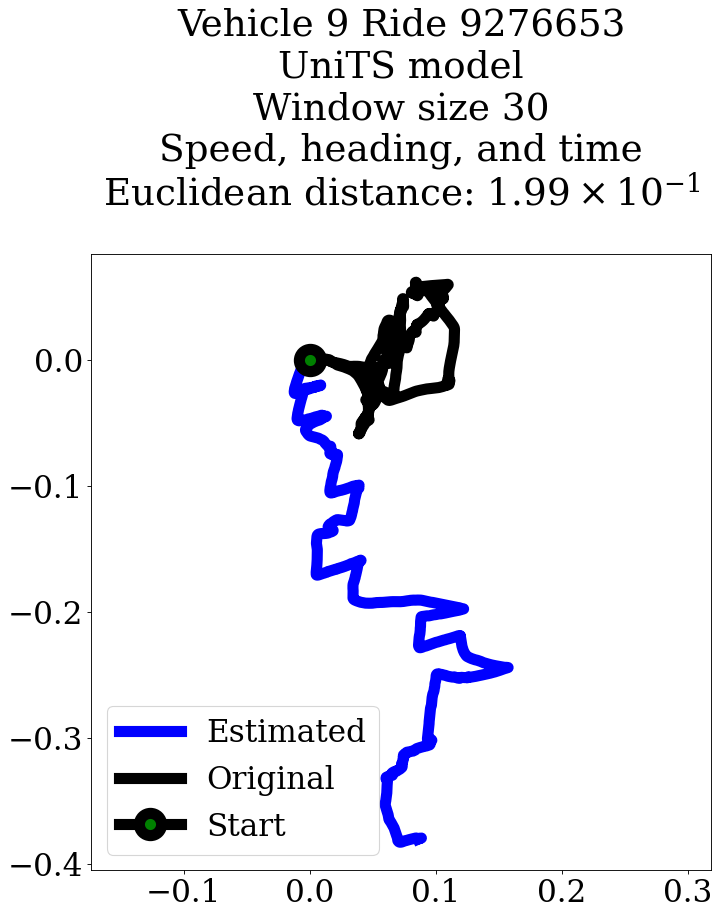 Vehicle 9 Ride 9276653
UniTS model
Window size 30
Speed, heading, and time
Euclidean distance: 1.99 × 10⁻¹
0.0
−0.1
−0.2
−0.3
−0.4
Estimated
Original
Start
−0.1 0.0 0.1 0.2 0.3